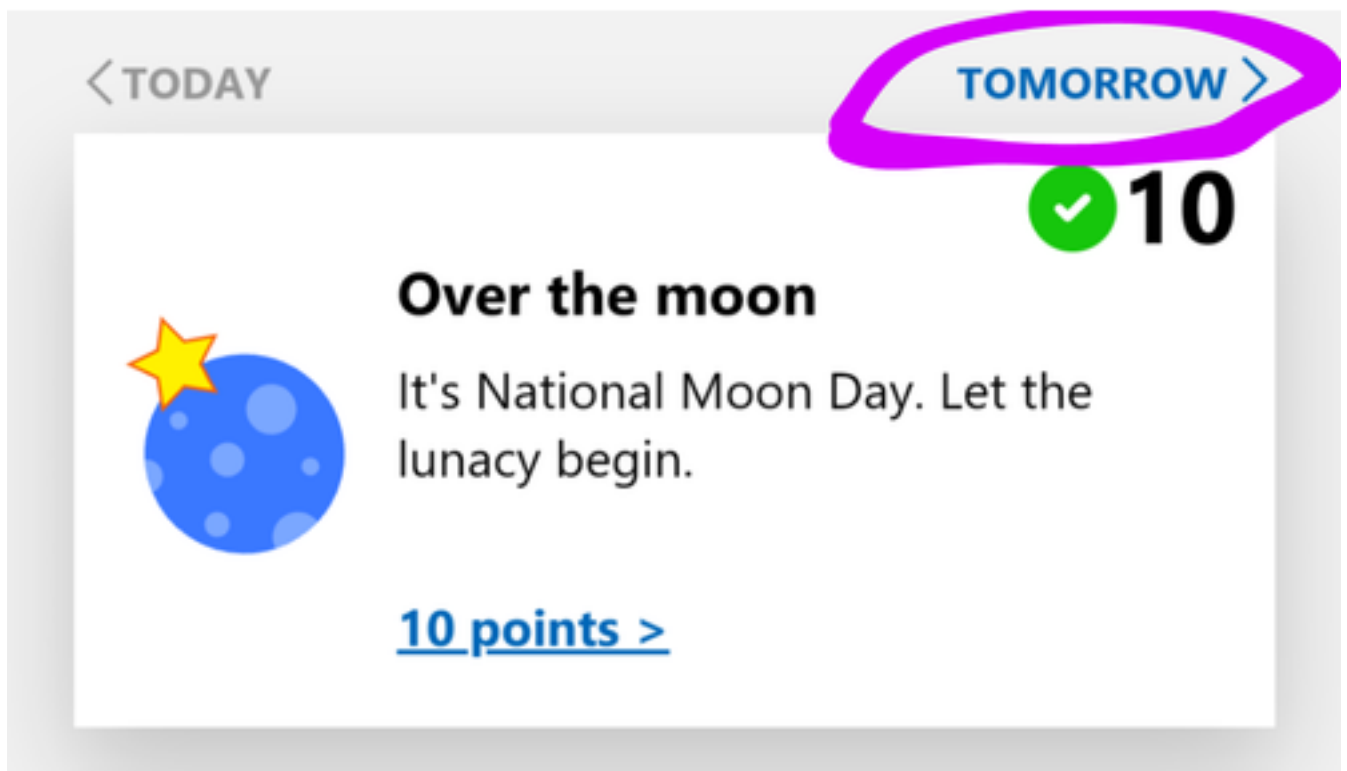 < TODAY
TOMORROW >
10
Over the moon
It's National Moon Day. Let the
lunacy begin.
10 points >